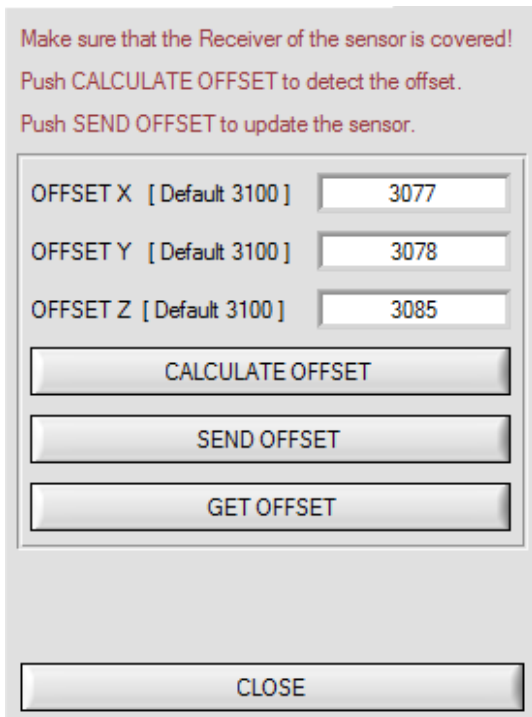 Make sure that the Receiver of the sensor is covered!
Push CALCULATE OFFSET to detect the offset.
Push SEND OFFSET to update the sensor.
OFFSET X [ Default 3100 ] 3077
OFFSET Y [ Default 3100 ] 3078
OFFSET Z [ Default 3100 ] 3085
CALCULATE OFFSET
SEND OFFSET
GET OFFSET
CLOSE